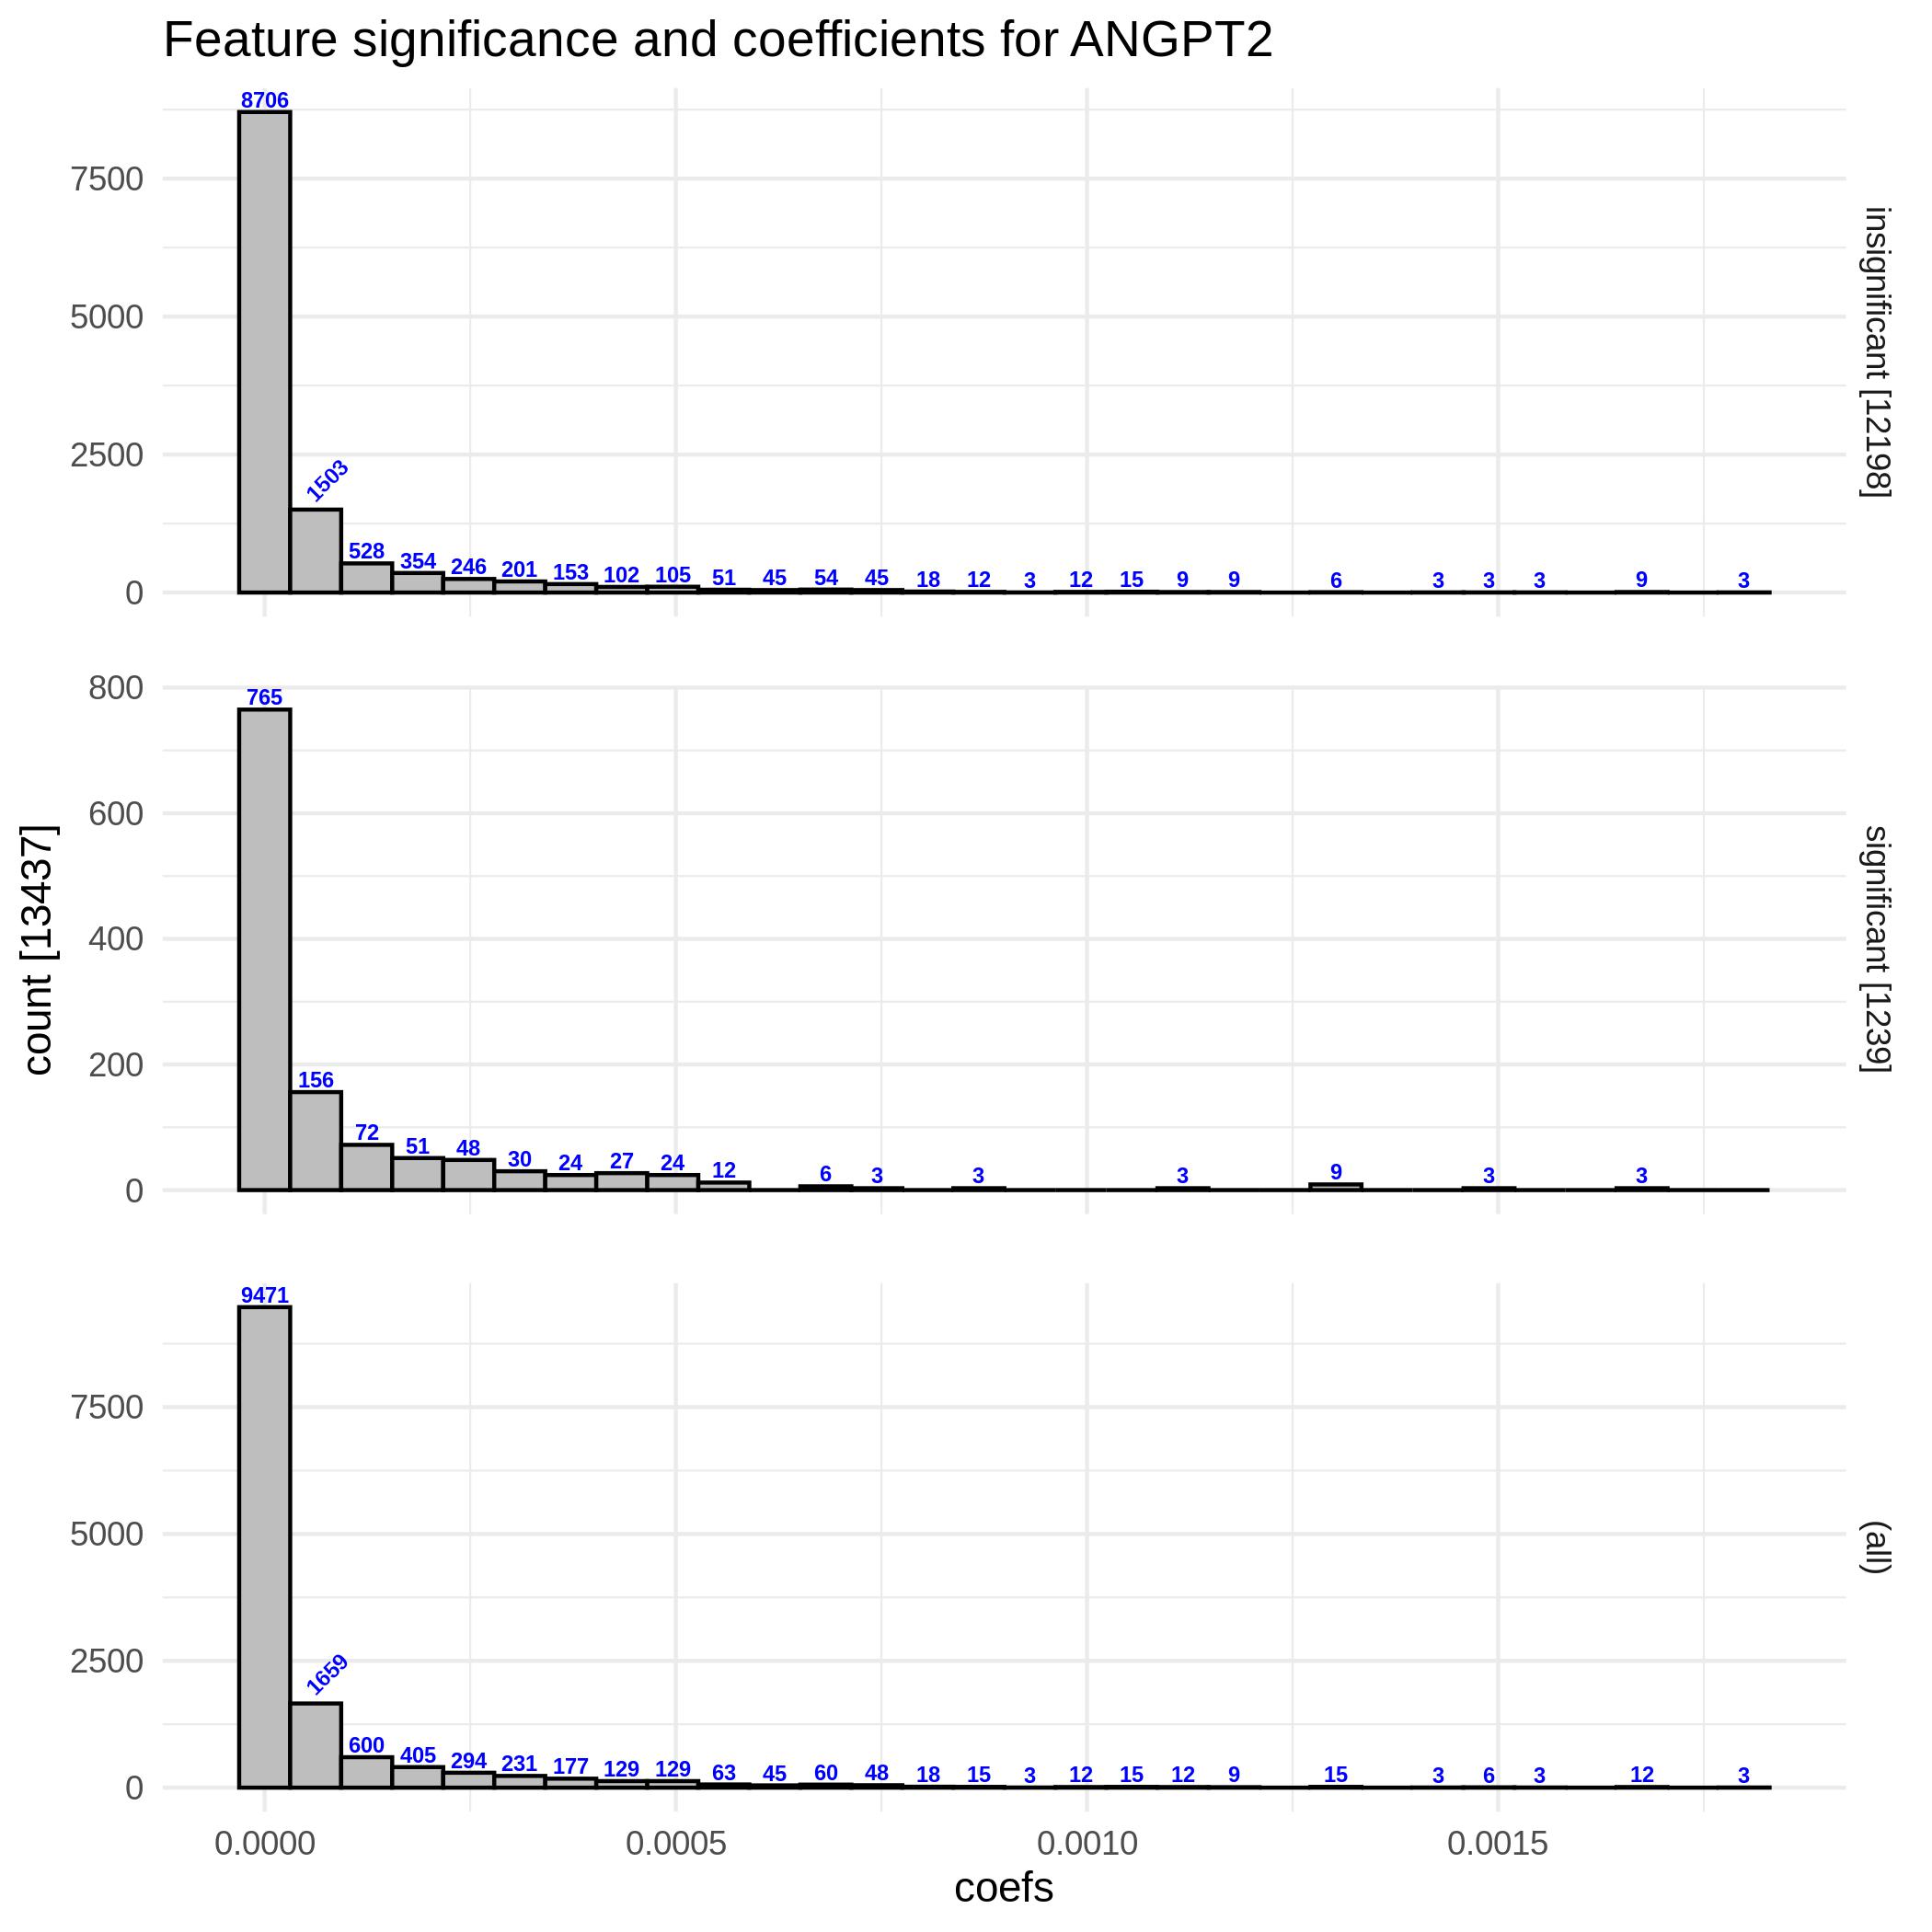 Feature significance and coefficients for ANGPT2
count [13437]
8706 1503 528 354 246 201 153 102 105 51 45 54 45 18 12 3 12 15 9 9 6 3 3 3 9 3
7500
5000
2500
0
insignificant [12198]
765 156 72 51 48 30 24 27 24 12 6 3 3 3 9 3 3
800
600
400
200
0
significant [1239]
9471 1659 600 405 294 231 177 129 129 63 45 60 48 18 15 3 12 15 12 9 15 3 6 3 12 3
7500
5000
2500
0
(all)
0.0000 0.0005 0.0010 0.0015
coefs